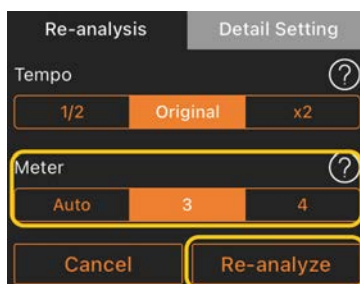 Re-analysis Detail Setting
Tempo ?
1/2 Original x2
Meter ?
Auto 3 4
Cancel Re-analyze